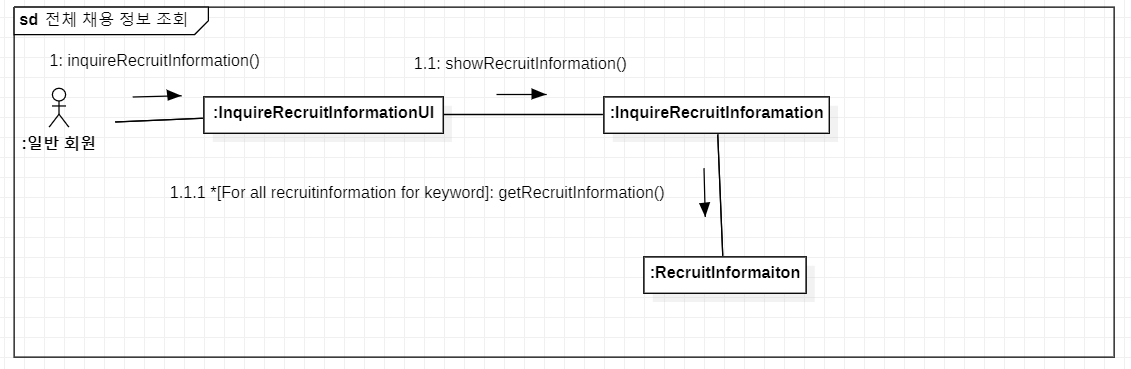 sd 전체 채용 정보 조회
1: inquireRecruitInformation()
1.1: showRecruitInformation()
:InquireRecruitInformationUI
:InquireRecruitInforamation
:일반 회원
1.1.1 *[For all recruitinformation for keyword]: getRecruitInformation()
:RecruitInformaiton